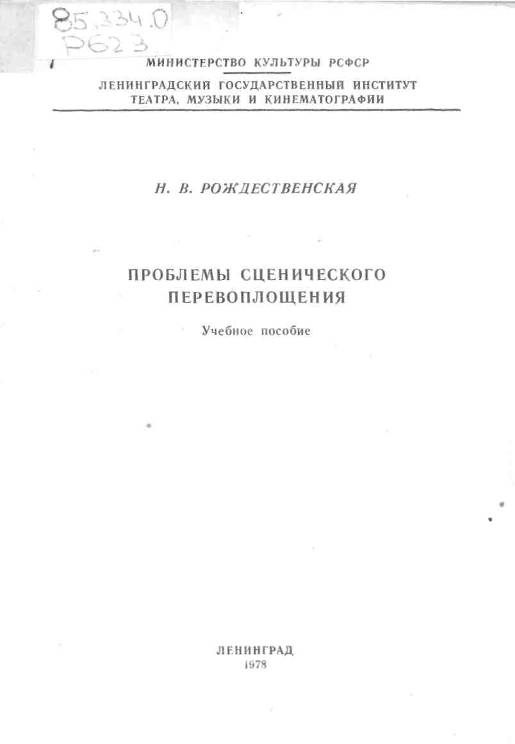 85.334.0
Р623
МИНИСТЕРСТВО КУЛЬТУРЫ РСФСР
ЛЕНИНГРАДСКИЙ ГОСУДАРСТВЕННЫЙ ИНСТИТУТ
ТЕАТРА, МУЗЫКИ И КИНЕМАТОГРАФИИ
Н. В. РОЖДЕСТВЕНСКАЯ
ПРОБЛЕМЫ СЦЕНИЧЕСКОГО
ПЕРЕВОПЛОЩЕНИЯ
Учебное пособие
ЛЕНИНГРАД
1978